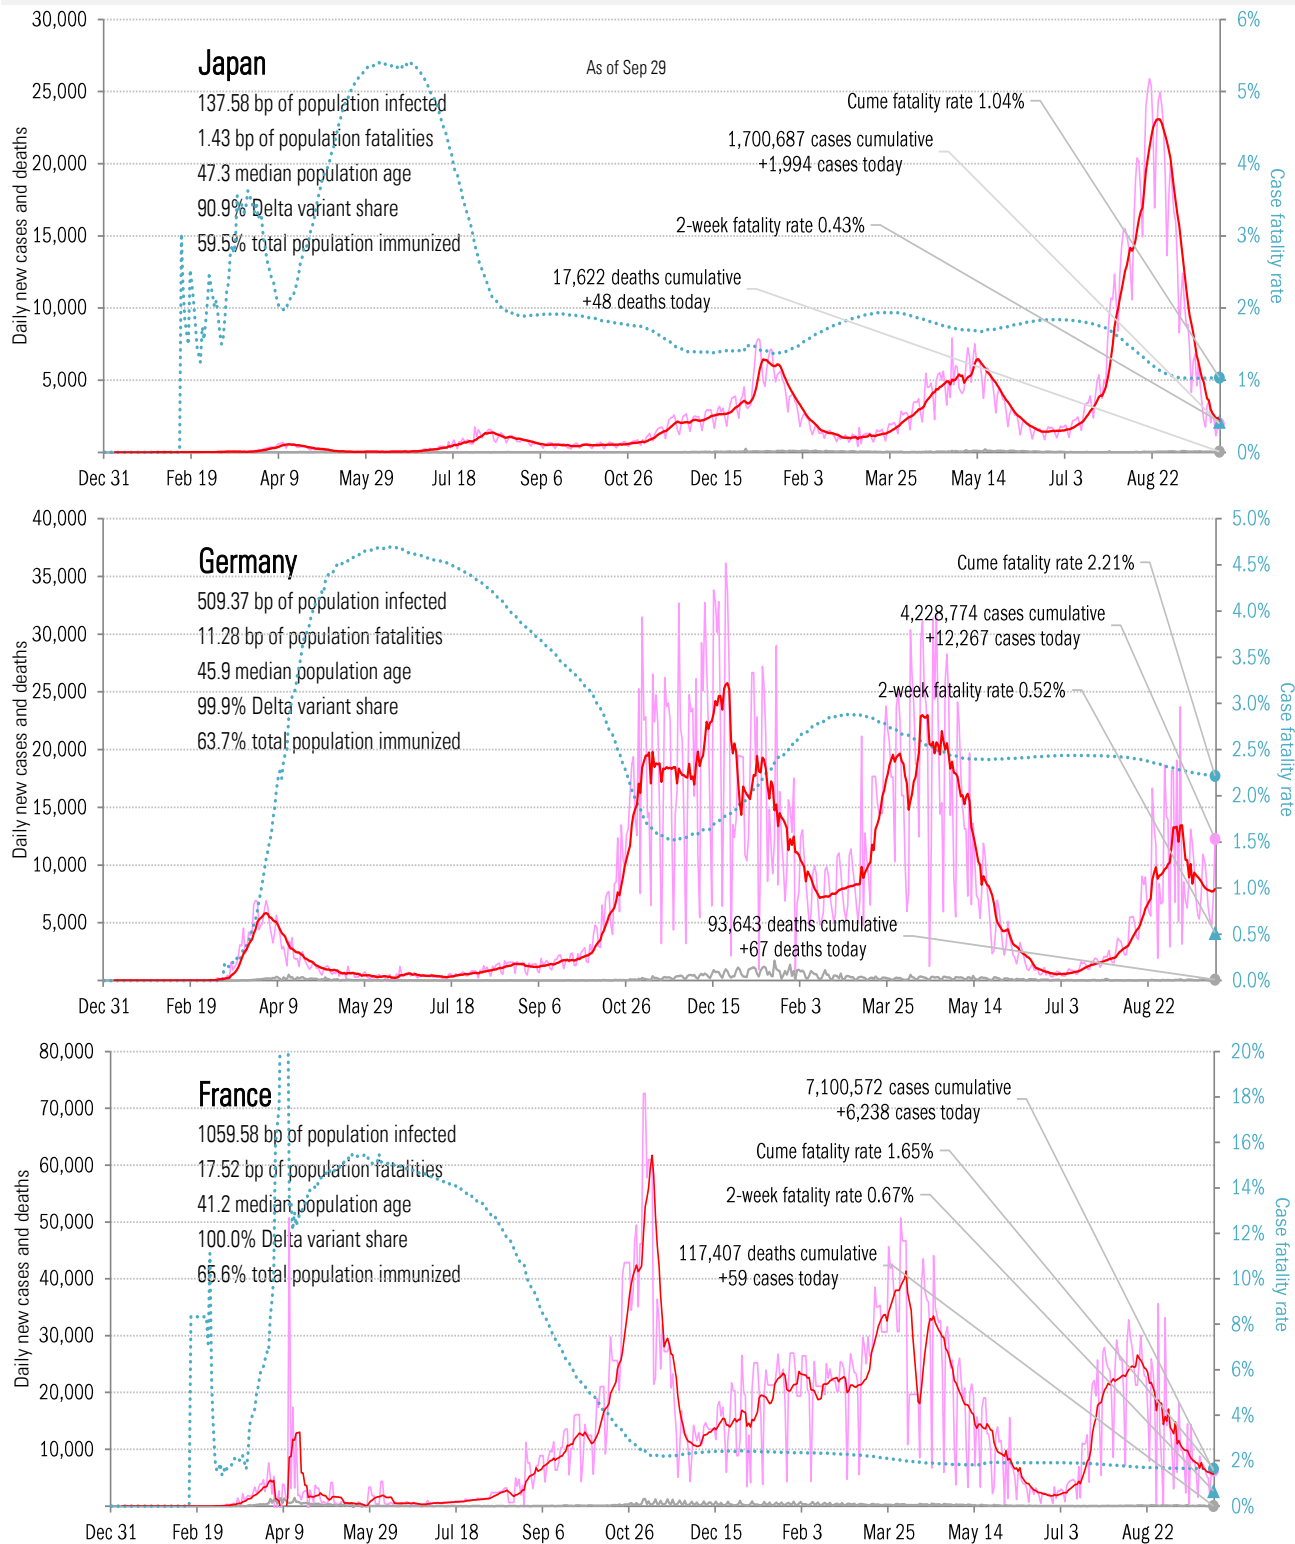 30,000
25,000
20,000
15,000
10,000
5,000
Daily new cases and deaths
Japan
137.58 bp of population infected
1.43 bp of population fatalities
47.3 median population age
90.9% Delta variant share
59.5% total population immunized
As of Sep 29
Cume fatality rate 1.04%
1,700,687 cases cumulative
+1,994 cases today
2-week fatality rate 0.43%
17,622 deaths cumulative
+48 deaths today
6%
5%
4%
3%
2%
1%
0%
Case fatality rate
Dec 31 Feb 19 Apr 9 May 29 Jul 18 Sep 6 Oct 26 Dec 15 Feb 3 Mar 25 May 14 Jul 3 Aug 22
40,000
35,000
30,000
25,000
20,000
15,000
10,000
5,000
Daily new cases and deaths
Germany
509.37 bp of population infected
11.28 bp of population fatalities
45.9 median population age
99.9% Delta variant share
63.7% total population immunized
Cume fatality rate 2.21%
4,228,774 cases cumulative
+12,267 cases today
2-week fatality rate 0.52%
93,643 deaths cumulative
+67 deaths today
5.0%
4.5%
4.0%
3.5%
3.0%
2.5%
2.0%
1.5%
1.0%
0.5%
0.0%
Case fatality rate
Dec 31 Feb 19 Apr 9 May 29 Jul 18 Sep 6 Oct 26 Dec 15 Feb 3 Mar 25 May 14 Jul 3 Aug 22
80,000
70,000
60,000
50,000
40,000
30,000
20,000
10,000
Daily new cases and deaths
France
1059.58 bp of population infected
17.52 bp of population fatalities
41.2 median population age
100.0% Delta variant share
65.6% total population immunized
7,100,572 cases cumulative
+6,238 cases today
Cume fatality rate 1.65%
2-week fatality rate 0.67%
117,407 deaths cumulative
+59 cases today
20%
18%
16%
14%
12%
10%
8%
6%
4%
2%
0%
Case fatality rate
Dec 31 Feb 19 Apr 9 May 29 Jul 18 Sep 6 Oct 26 Dec 15 Feb 3 Mar 25 May 14 Jul 3 Aug 22